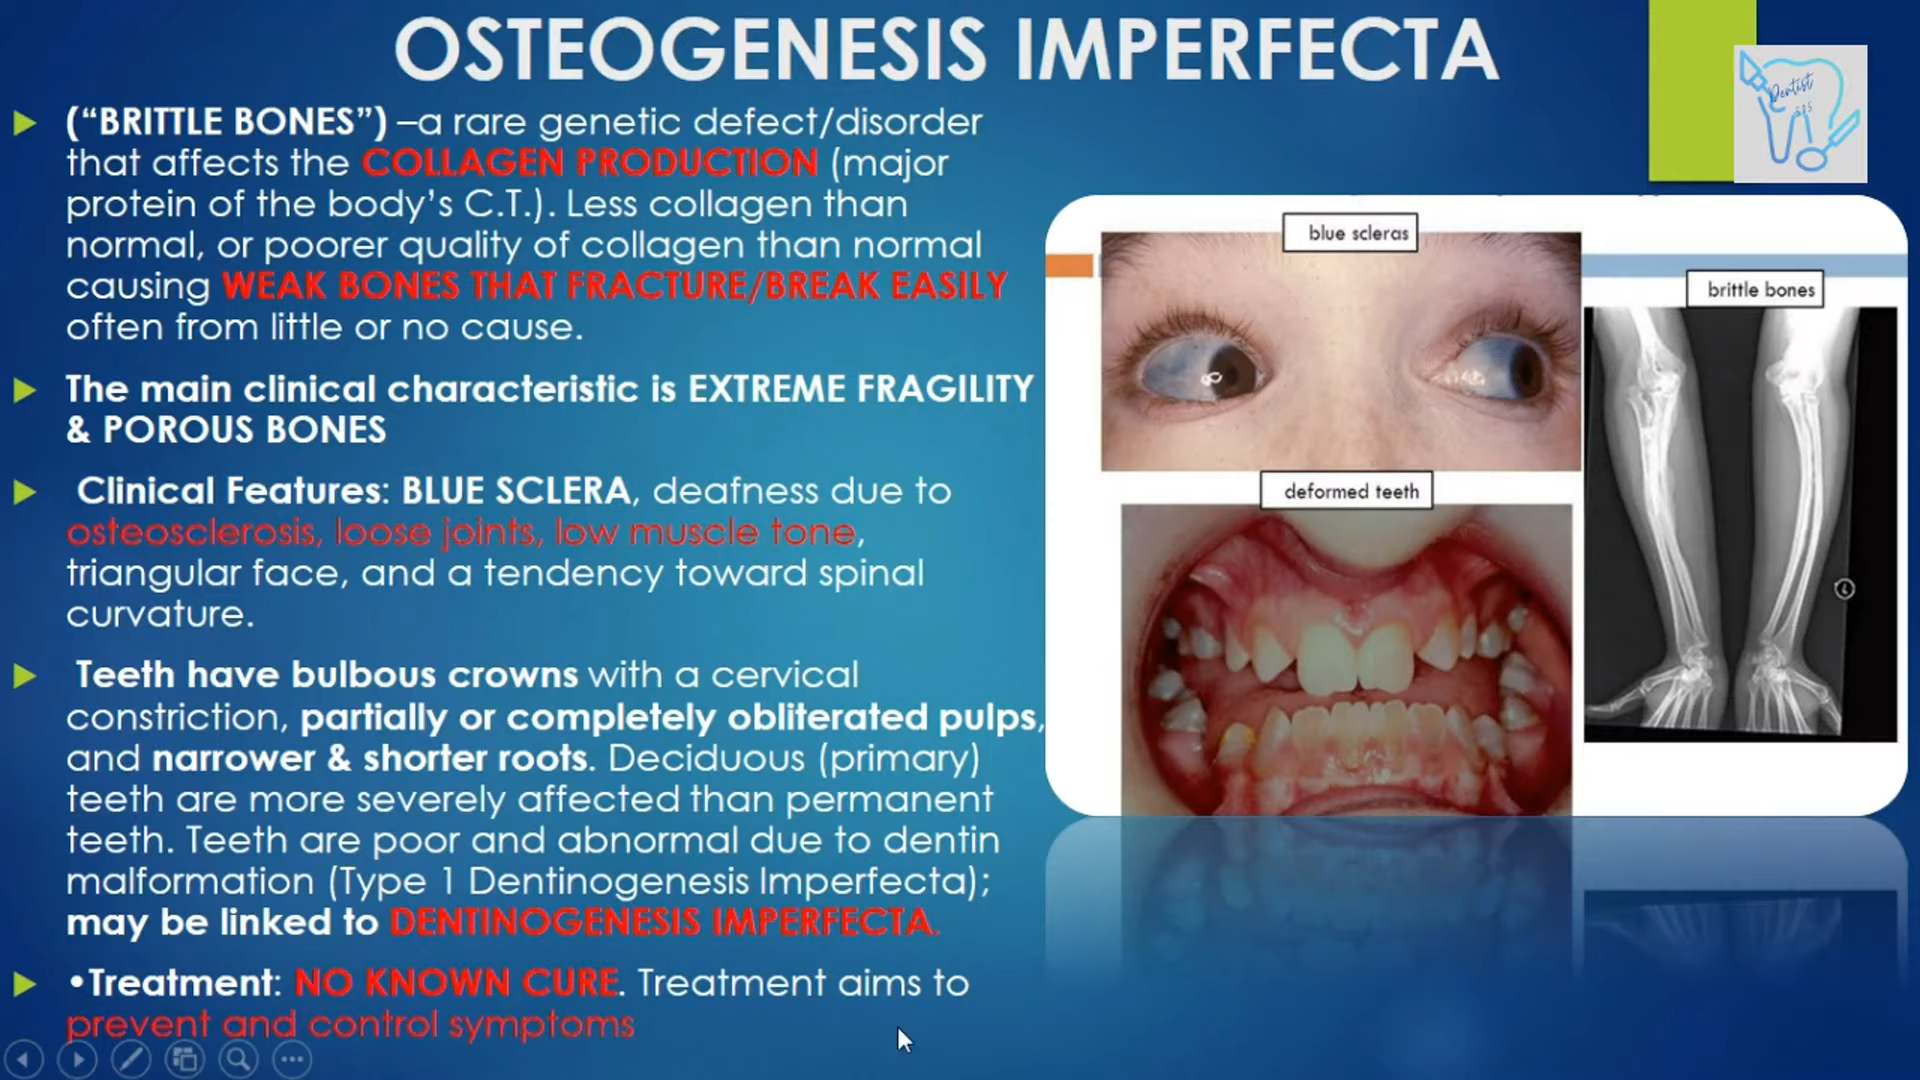 OSTEOGENESIS IMPERFECTA
(“BRITTLE BONES”) –a rare genetic defect/disorder
that affects the COLLAGEN PRODUCTION (major
protein of the body’s C.T.). Less collagen than
normal, or poorer quality of collagen than normal
causing WEAK BONES THAT FRACTURE/BREAK EASILY
often from little or no cause.
The main clinical characteristic is EXTREME FRAGILITY
& POROUS BONES
Clinical Features: BLUE SCLERA, deafness due to
osteosclerosis, loose joints, low muscle tone,
triangular face, and a tendency toward spinal
curvature.
Teeth have bulbous crowns with a cervical
constriction, partially or completely obliterated pulps,
and narrower & shorter roots. Deciduous (primary)
teeth are more severely affected than permanent
teeth. Teeth are poor and abnormal due to dentin
malformation (Type 1 Dentinogenesis Imperfecta);
may be linked to DENTINOGENESIS IMPERFECTA.
•Treatment: NO KNOWN CURE. Treatment aims to
prevent and control symptoms
Dentist
blue scleras
brittle bones
deformed teeth